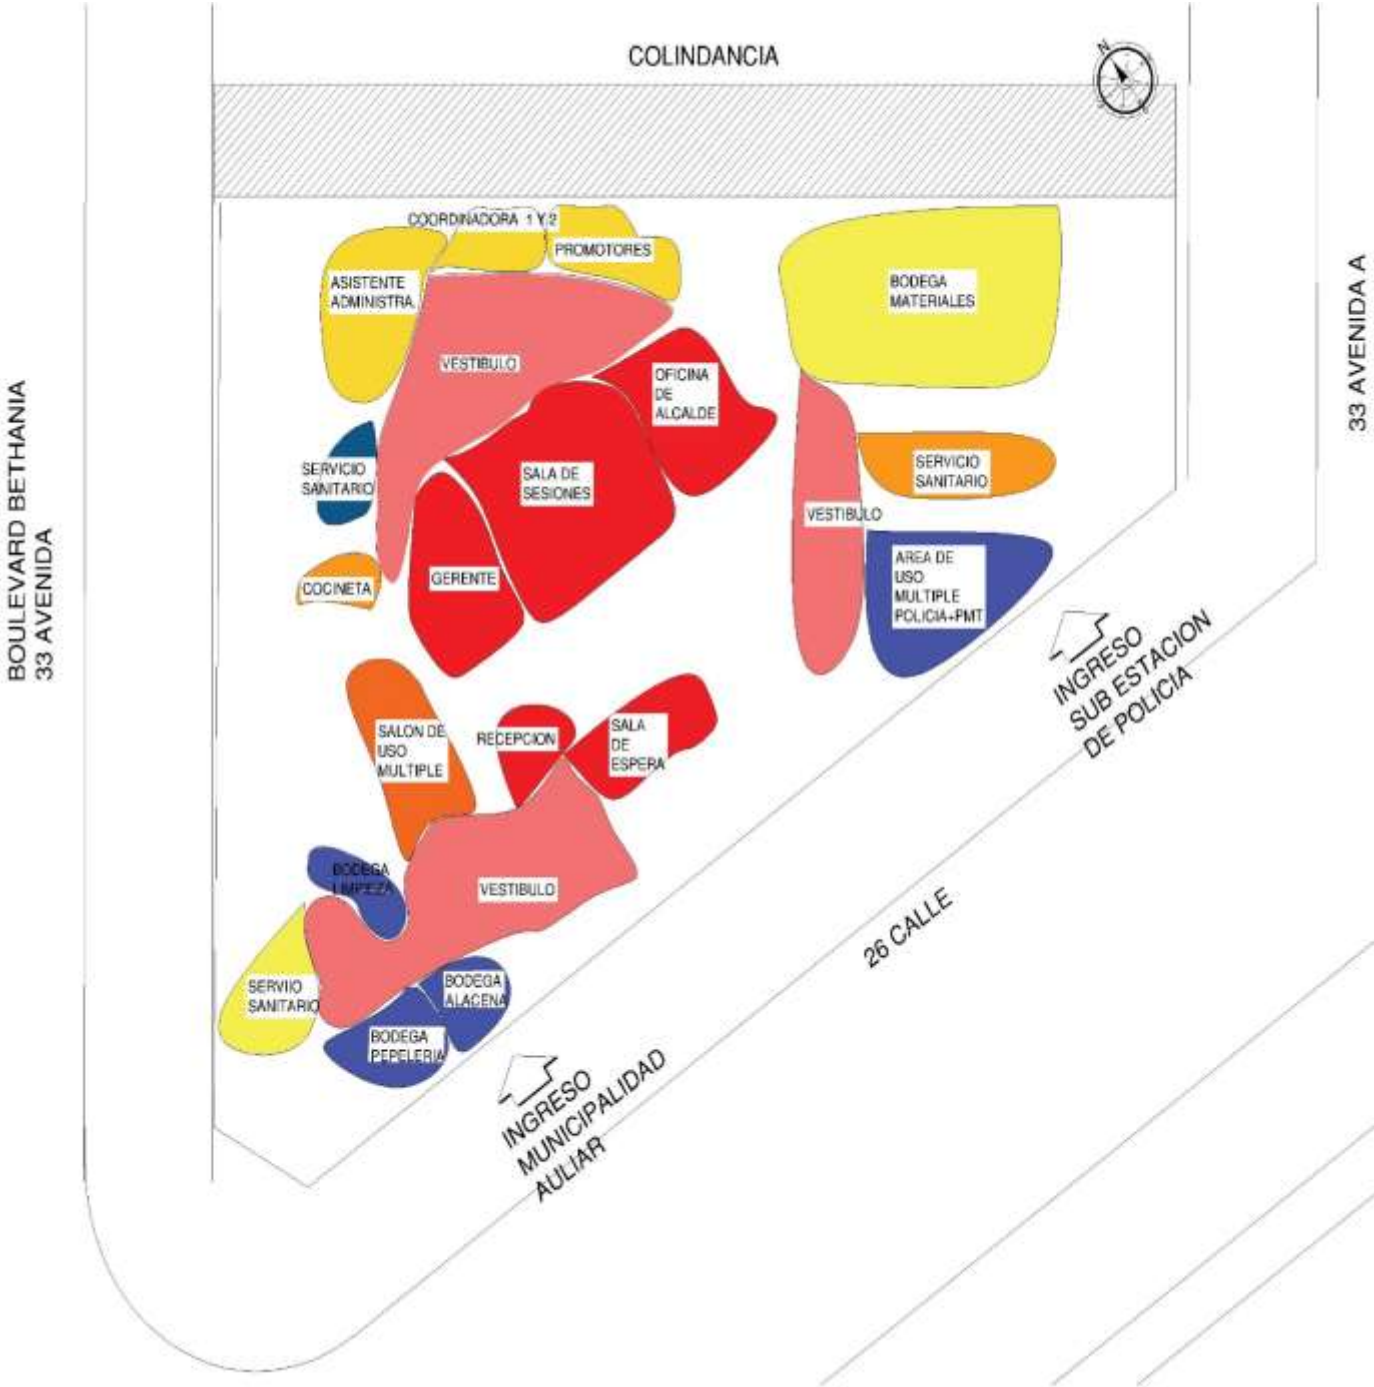 COLINDANCIA
N
COORDINADORA 1 Y 2
PROMOTORES
ASISTENTE
ADMINISTRA.
BODEGA
MATERIALES
VESTIBULO
OFICINA
DE
ALCALDE
SERVICIO
SANITARIO
SALA DE
SESIONES
SERVICIO
SANITARIO
VESTIBULO
GERENTE
COCINETA
AREA DE
USO
MULTIPLE
POLICIA+PMT
BOULEVARD BETHANIA
33 AVENIDA
33 AVENIDA A
INGRESO
SUB ESTACION
DE POLICIA
SALON DE
USO
MULTIPLE
RECEPCION
SALA
DE
ESPERA
BODEGA
LIMPIEZA
VESTIBULO
SERVIIO
SANITARIO
BODEGA
ALACENA
BODEGA
PEPELERIA
26 CALLE
INGRESO
MUNICIPALIDAD
AULIAR